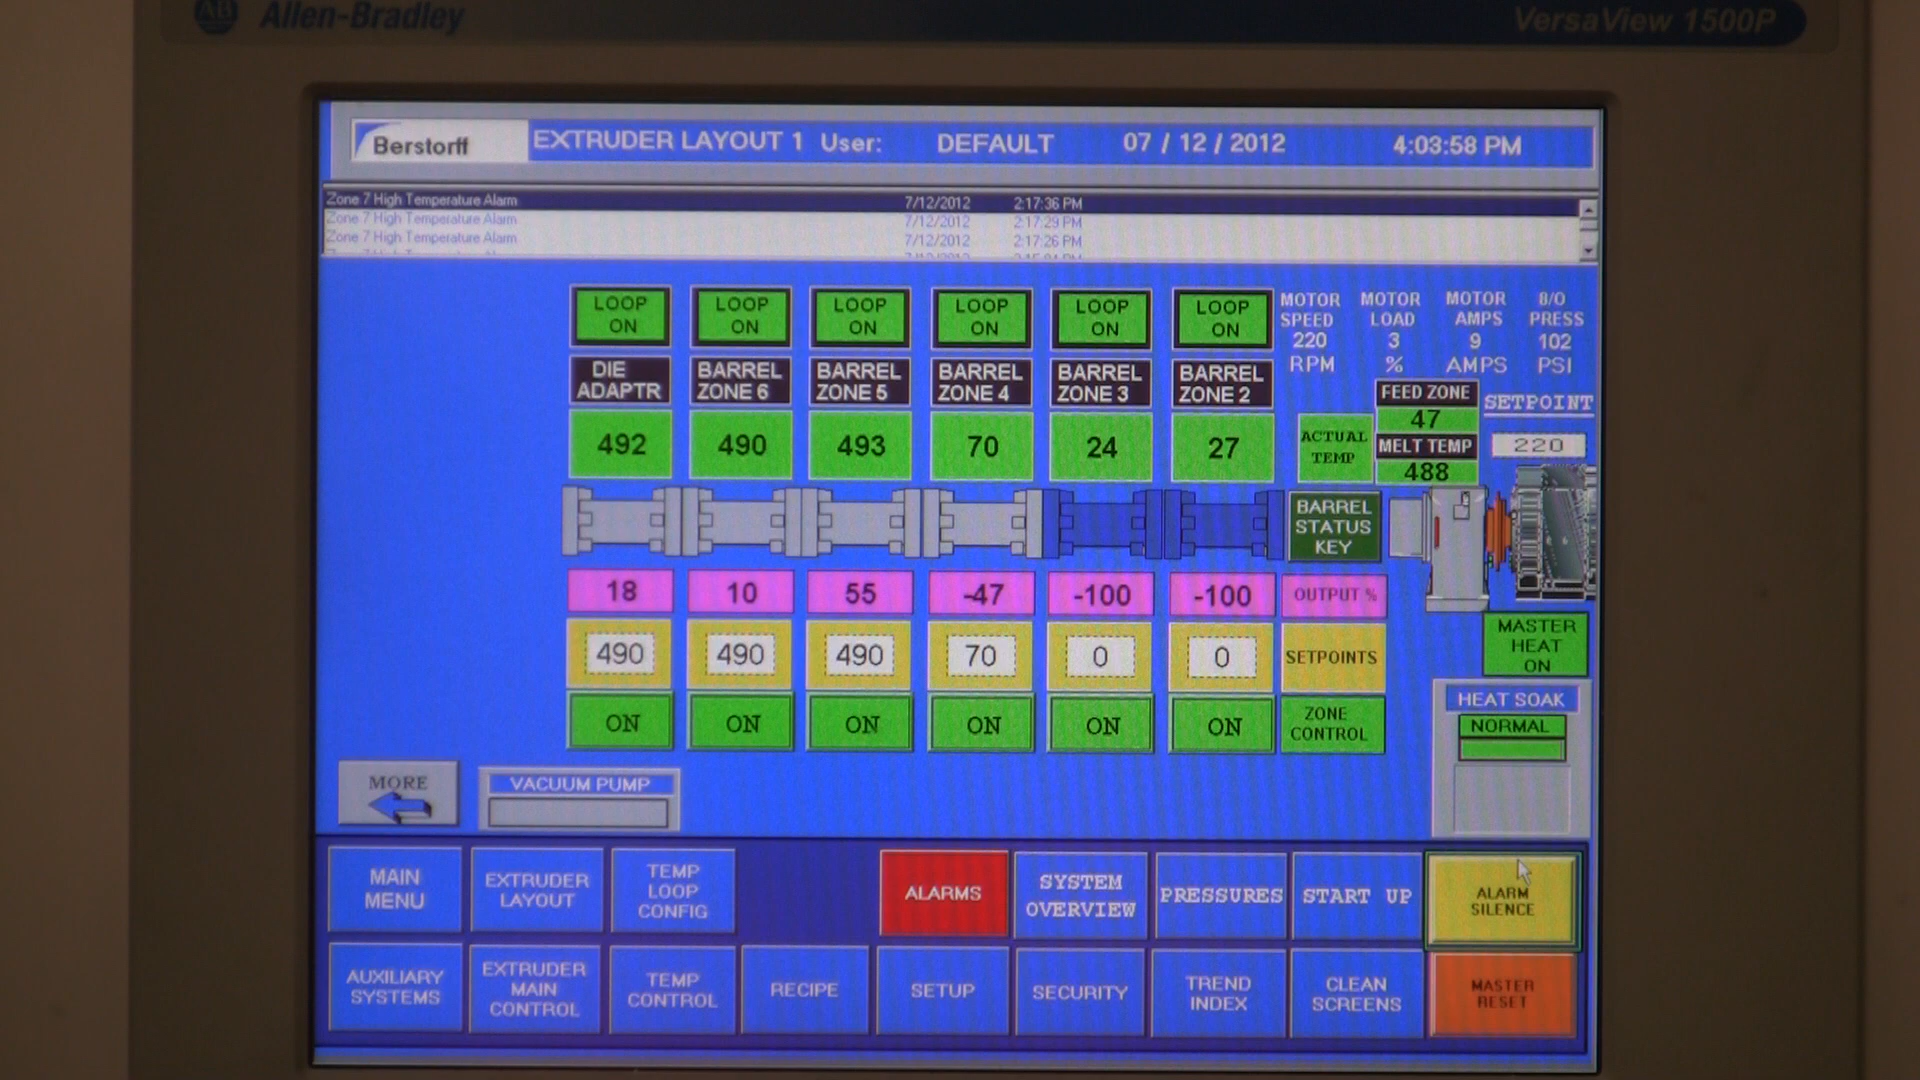 AB Allen-Bradley
VersaView 1500P
Berstorff
EXTRUDER LAYOUT 1 User: DEFAULT 07 / 12 / 2012 4:03:58 PM
Zone 7 High Temperature Alarm 7/12/2012 2:17:36 PM
Zone 7 High Temperature Alarm 7/12/2012 2:17:29 PM
Zone 7 High Temperature Alarm 7/12/2012 2:17:26 PM
LOOP ON
LOOP ON
LOOP ON
LOOP ON
LOOP ON
LOOP ON
MOTOR SPEED 220 RPM
MOTOR LOAD 3 %
MOTOR AMPS 9 AMPS
8/0 PRESS 102 PSI
DIE ADAPTR
BARREL ZONE 6
BARREL ZONE 5
BARREL ZONE 4
BARREL ZONE 3
BARREL ZONE 2
FEED ZONE
47
MELT TEMP
488
SETPOINT
220
492 490 493 70 24 27
ACTUAL TEMP
BARREL STATUS KEY
18 10 55 -47 -100 -100 OUTPUT %
490 490 490 70 0 0 SETPOINTS
ON ON ON ON ON ON
ZONE CONTROL
MASTER HEAT ON
HEAT SOAK
NORMAL
MORE
VACUUM PUMP
MAIN MENU
EXTRUDER LAYOUT
TEMP LOOP CONFIG
ALARMS
SYSTEM OVERVIEW
PRESSURES
START UP
ALARM SILENCE
AUXILIARY SYSTEMS
EXTRUDER MAIN CONTROL
TEMP CONTROL
RECIPE
SETUP
SECURITY
TREND INDEX
CLEAN SCREENS
MASTER RESET